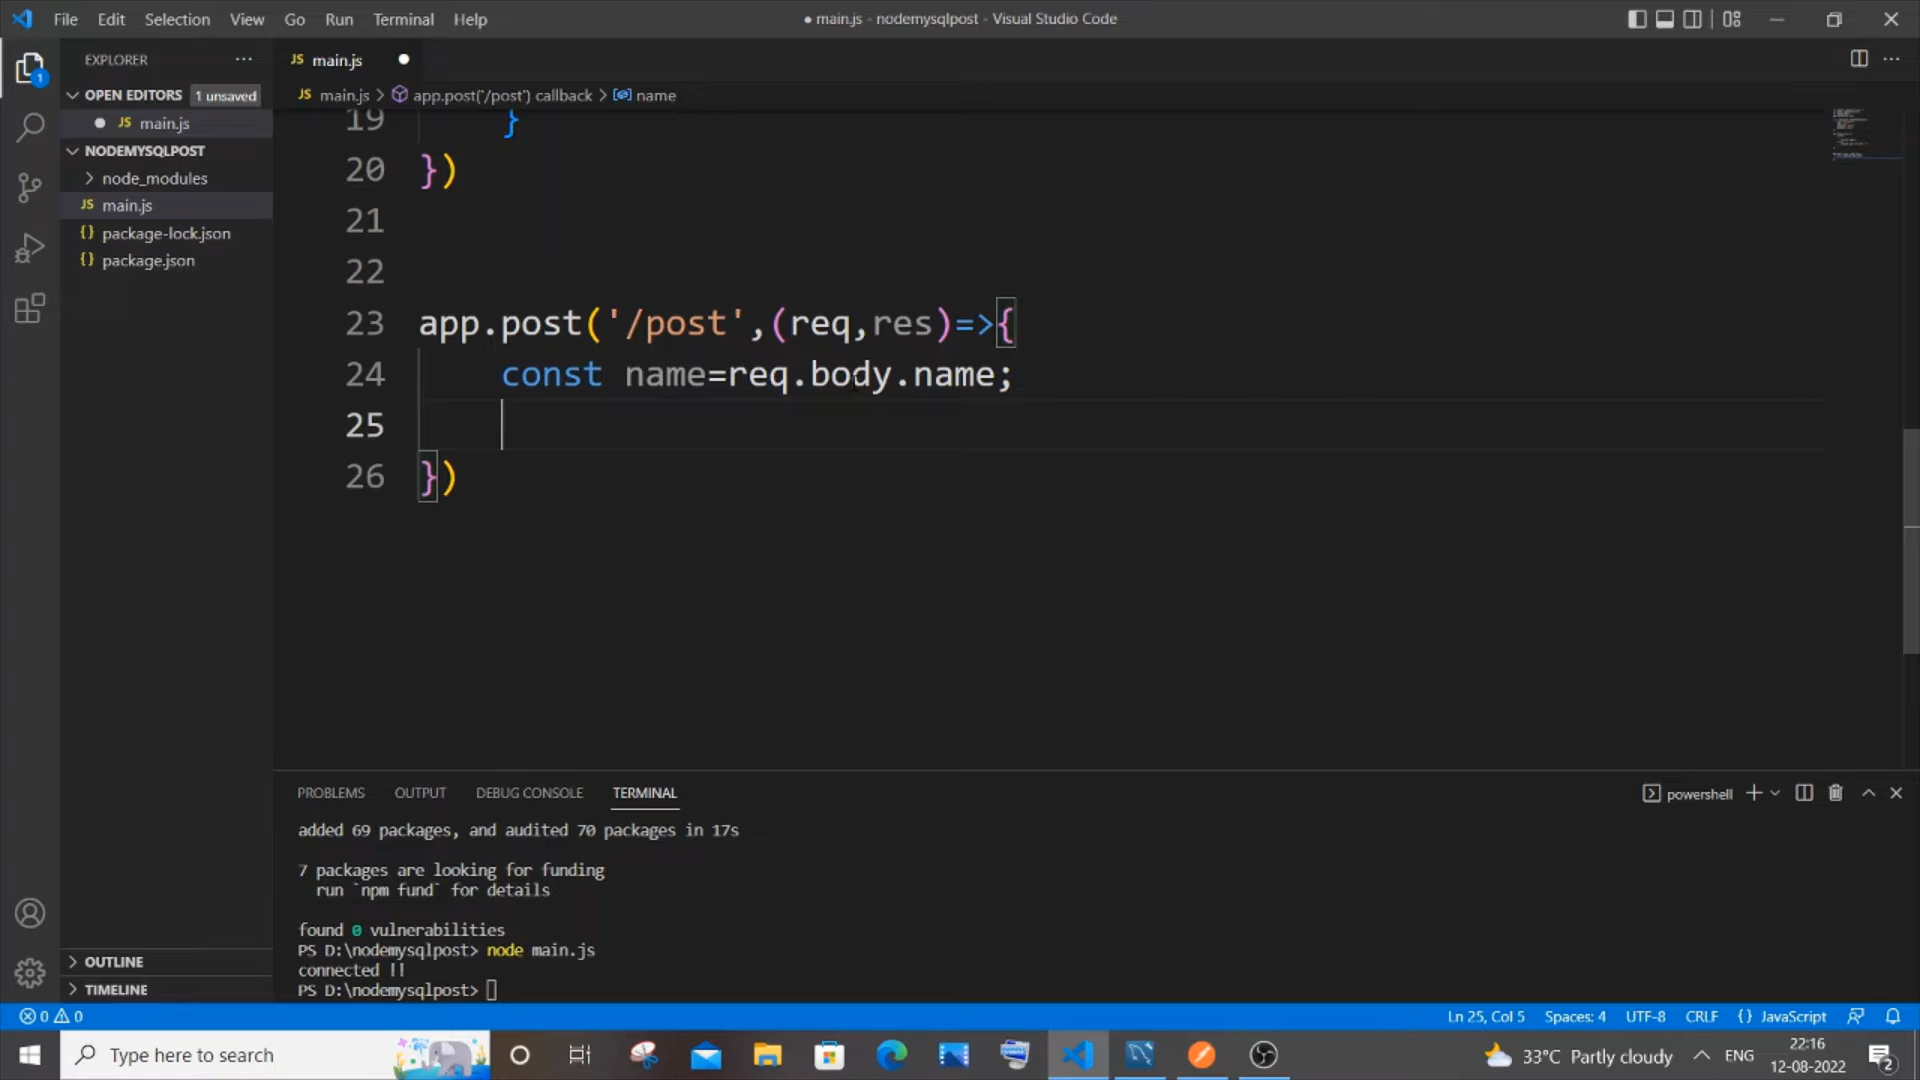 File Edit Selection View Go Run Terminal Help
● main.js - nodemysqlpost - Visual Studio Code
EXPLORER
OPEN EDITORS 1 unsaved
JS main.js
NODEMYSQLPOST
node_modules
JS main.js
{} package-lock.json
{} package.json
OUTLINE
TIMELINE
JS main.js
JS main.js > app.post('/post') callback > name
19 }
20 })
21
22
23 app.post('/post',(req,res)=>{
24 const name=req.body.name;
25
26 })
PROBLEMS OUTPUT DEBUG CONSOLE TERMINAL
powershell
added 69 packages, and audited 70 packages in 17s
7 packages are looking for funding
run `npm fund` for details
found 0 vulnerabilities
PS D:\nodemysqlpost> node main.js
connected !!
PS D:\nodemysqlpost>
0 0
Ln 25, Col 5 Spaces: 4 UTF-8 CRLF {} JavaScript
Type here to search
33°C Partly cloudy
ENG
22:16
12-08-2022
2
1